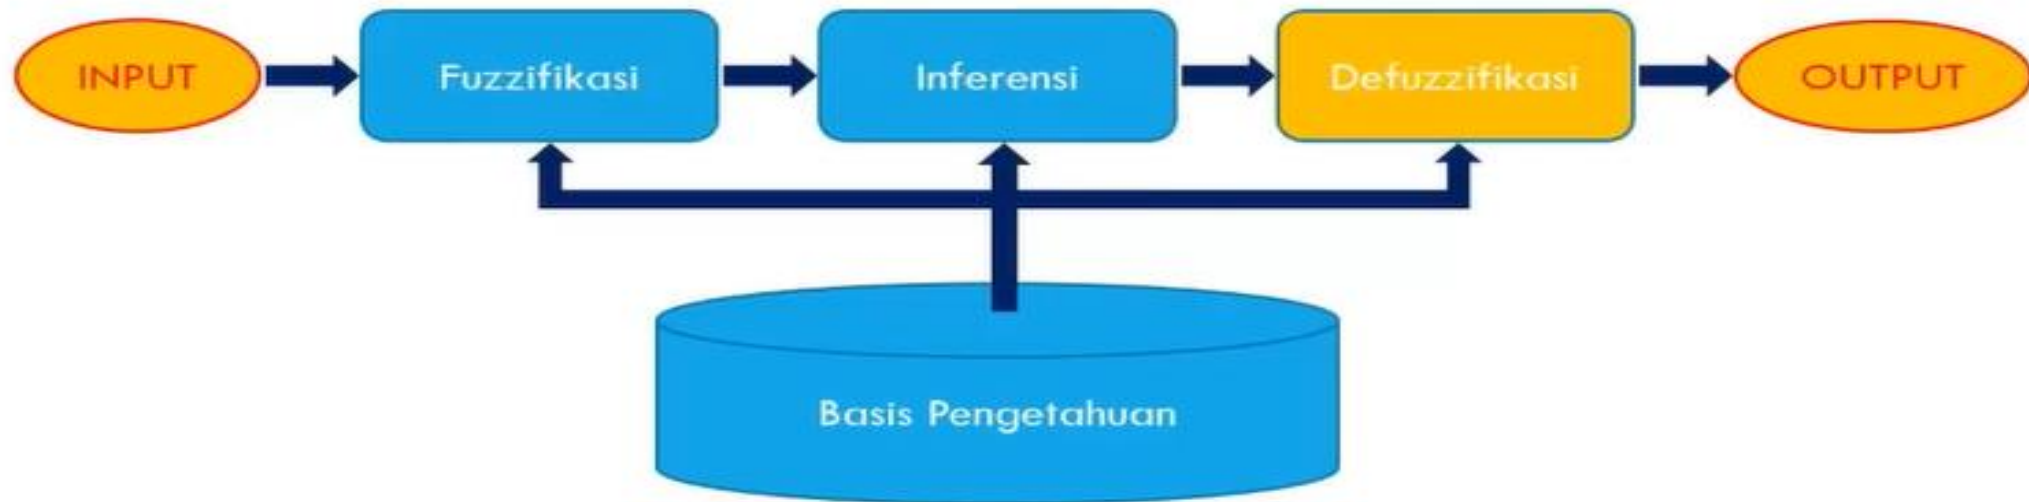 INPUT
Fuzzifikasi
Inferensi
Defuzzifikasi
OUTPUT
Basis Pengetahuan